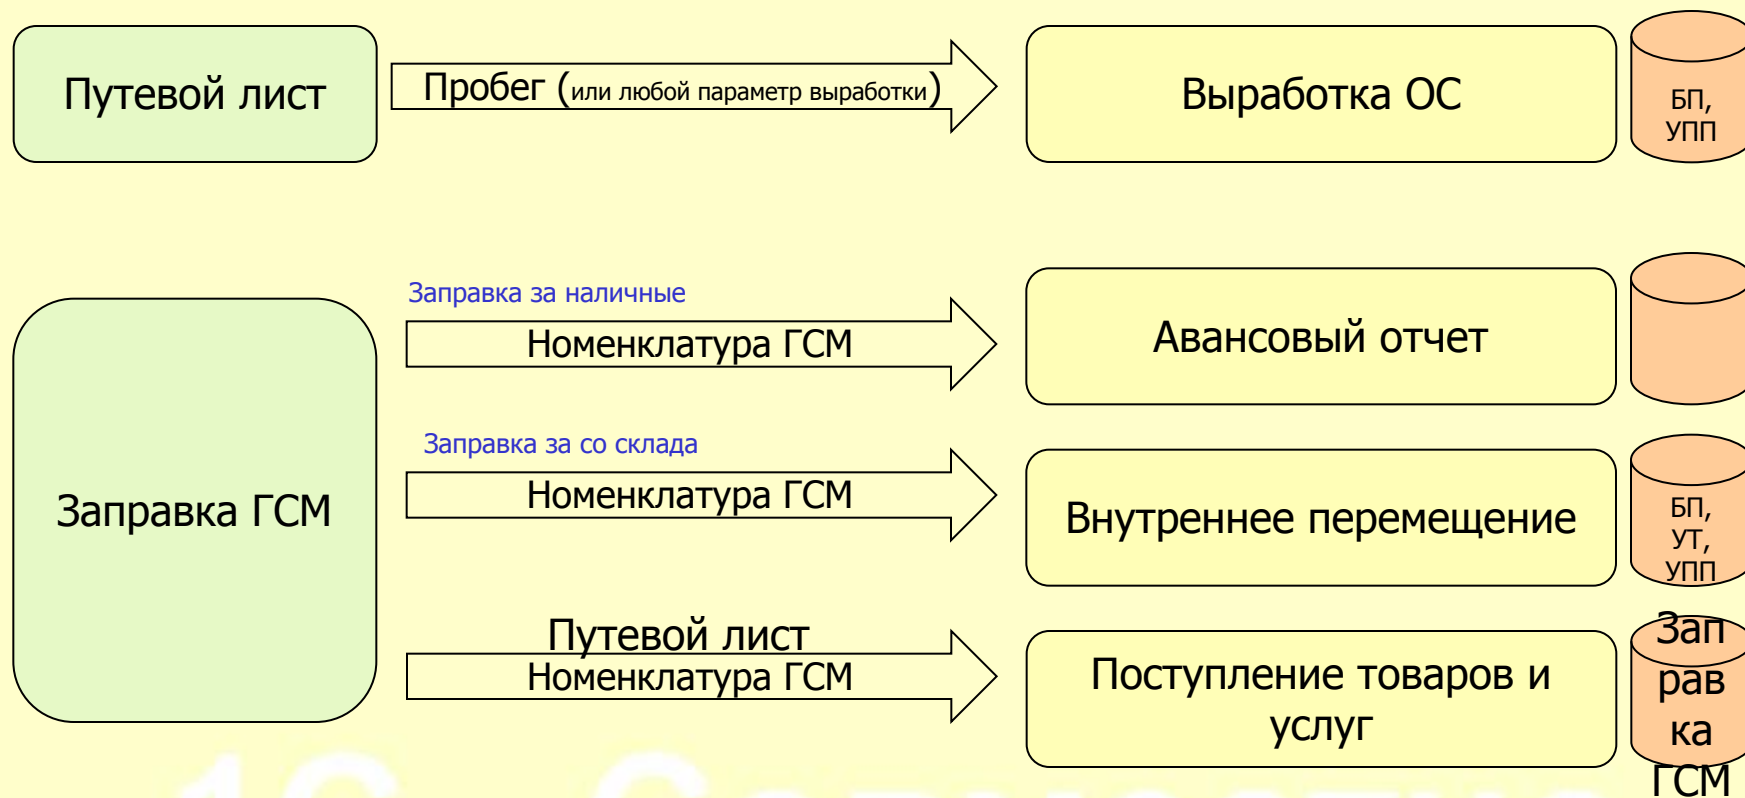 Путевой лист
Пробег (или любой параметр выработки)
Выработка ОС
БП,
УПП
Заправка ГСМ
Заправка за наличные
Номенклатура ГСМ
Авансовый отчет
Заправка за со склада
Номенклатура ГСМ
Внутреннее перемещение
БП,
УТ,
УПП
Путевой лист
Номенклатура ГСМ
Поступление товаров и
услуг
Зап
рав
ка
ГСМ